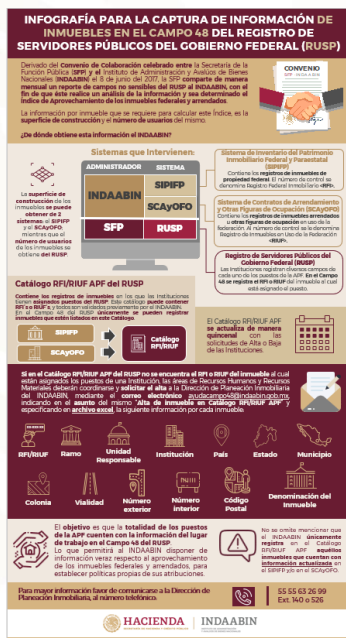 INFOGRAFÍA PARA LA CAPTURA DE INFORMACIÓN DE
INMUEBLES EN EL CAMPO 48 DEL REGISTRO DE
SERVIDORES PÚBLICOS DEL GOBIERNO FEDERAL (RUSP)
Derivado del Convenio de Colaboración celebrado entre la Secretaría de la
Función Pública (SFP) y el Instituto de Administración y Avalúos de Bienes
Nacionales (INDAABIN) el 8 de junio del 2017, la SFP comparte de manera
mensual un reporte de campos no sensibles del RUSP al INDAABIN, con el
fin de que éste realice un análisis de la información y sea determinado el
Índice de Aprovechamiento de los inmuebles federales y arrendados.
La información por inmueble que se requiere para calcular este Índice, es la
superficie de construcción y el número de usuarios del mismo.
¿De dónde obtiene esta información el INDAABIN?
CONVENIO
SFP - INDAABIN
Sistemas que Intervienen:
La superficie de
construcción de los
inmuebles se puede
obtener de 2
sistemas: el SIPIFP
y el SCAyOFO,
mientras que el
número de usuarios
de los inmuebles se
obtiene del RUSP.
ADMINISTRADOR
SISTEMA
INDAABIN
SIPIFP
SCAyOFO
SFP
RUSP
Sistema de Inventario del Patrimonio
Inmobiliario Federal y Paraestatal
(SIPIFP)
Contiene los registros de inmuebles de
propiedad federal. El número de control se
denomina Registro Federal Inmobiliario <RFI>.
Sistema de Contratos de Arrendamiento
y Otras Figuras de Ocupación (SCAyOFO)
Contiene los registros de inmuebles arrendados
u otras figuras de ocupación en uso de la
federación. Al número de control se le denomina
Registro de Inmuebles en Uso de la Federación
<RIUF>.
Registro de Servidores Públicos del
Gobierno Federal (RUSP)
Las Instituciones registran diversos campos de
cada uno de los puestos de la APF. En el Campo
48 se registra el RFI o RIUF del inmueble al cual
está asignado el puesto.
Catálogo RFI/RIUF APF del RUSP
Contiene los registros de inmuebles en los que las Instituciones
tienen asignados puestos del RUSP. Este catálogo puede contener
RFI´s o RIUF´s, y todos son validados previamente por el INDAABIN.
En el Campo 48 del RUSP únicamente se pueden registrar
inmuebles que estén listados en este Catálogo.
SIPIFP
SCAyOFO
Catálogo
RFI/RIUF
El Catálogo RFI/RIUF APF
se actualiza de manera
quincenal con las
solicitudes de Alta o Baja
de las Instituciones.
Si en el Catálogo RFI/RIUF APF del RUSP no se encuentra el RFI o RIUF del inmueble al cual
están asignados los puestos de una Institución, las áreas de Recursos Humanos y Recursos
Materiales deberán coordinarse y solicitar el alta a la Dirección de Planeación Inmobiliaria
del INDAABIN, mediante el correo electrónico ayudacampo48@indaabin.gob.mx,
indicando en el asunto del mismo "Alta de inmueble en Catálogo RFI/RIUF APF" y
especificando en archivo excel, la siguiente información por cada inmueble:
RFI/RIUF
Ramo
Unidad
Responsable
Institución
País
Estado
Municipio
Colonia
Vialidad
Número
exterior
Número
interior
Código
Postal
Denominación del
Inmueble
El objetivo es que la totalidad de los puestos
de la APF cuenten con la información del lugar
de trabajo en el Campo 48 del RUSP.
Lo que permitirá al INDAABIN disponer de
información veraz respecto al aprovechamiento
de los inmuebles federales y arrendados, para
establecer políticas propias de sus atribuciones.
No se omite mencionar que
el INDAABIN únicamente
registra en el Catálogo
RFI/RIUF APF aquellos
inmuebles que cuentan con
información actualizada en
el SIPIFP y/o en el SCAyOFO.
Para mayor información favor de comunicarse a la Dirección de
Planeación Inmobiliaria, al número telefónico:
55 55 63 26 99
Ext. 140 o 526
HACIENDA
INDAABIN